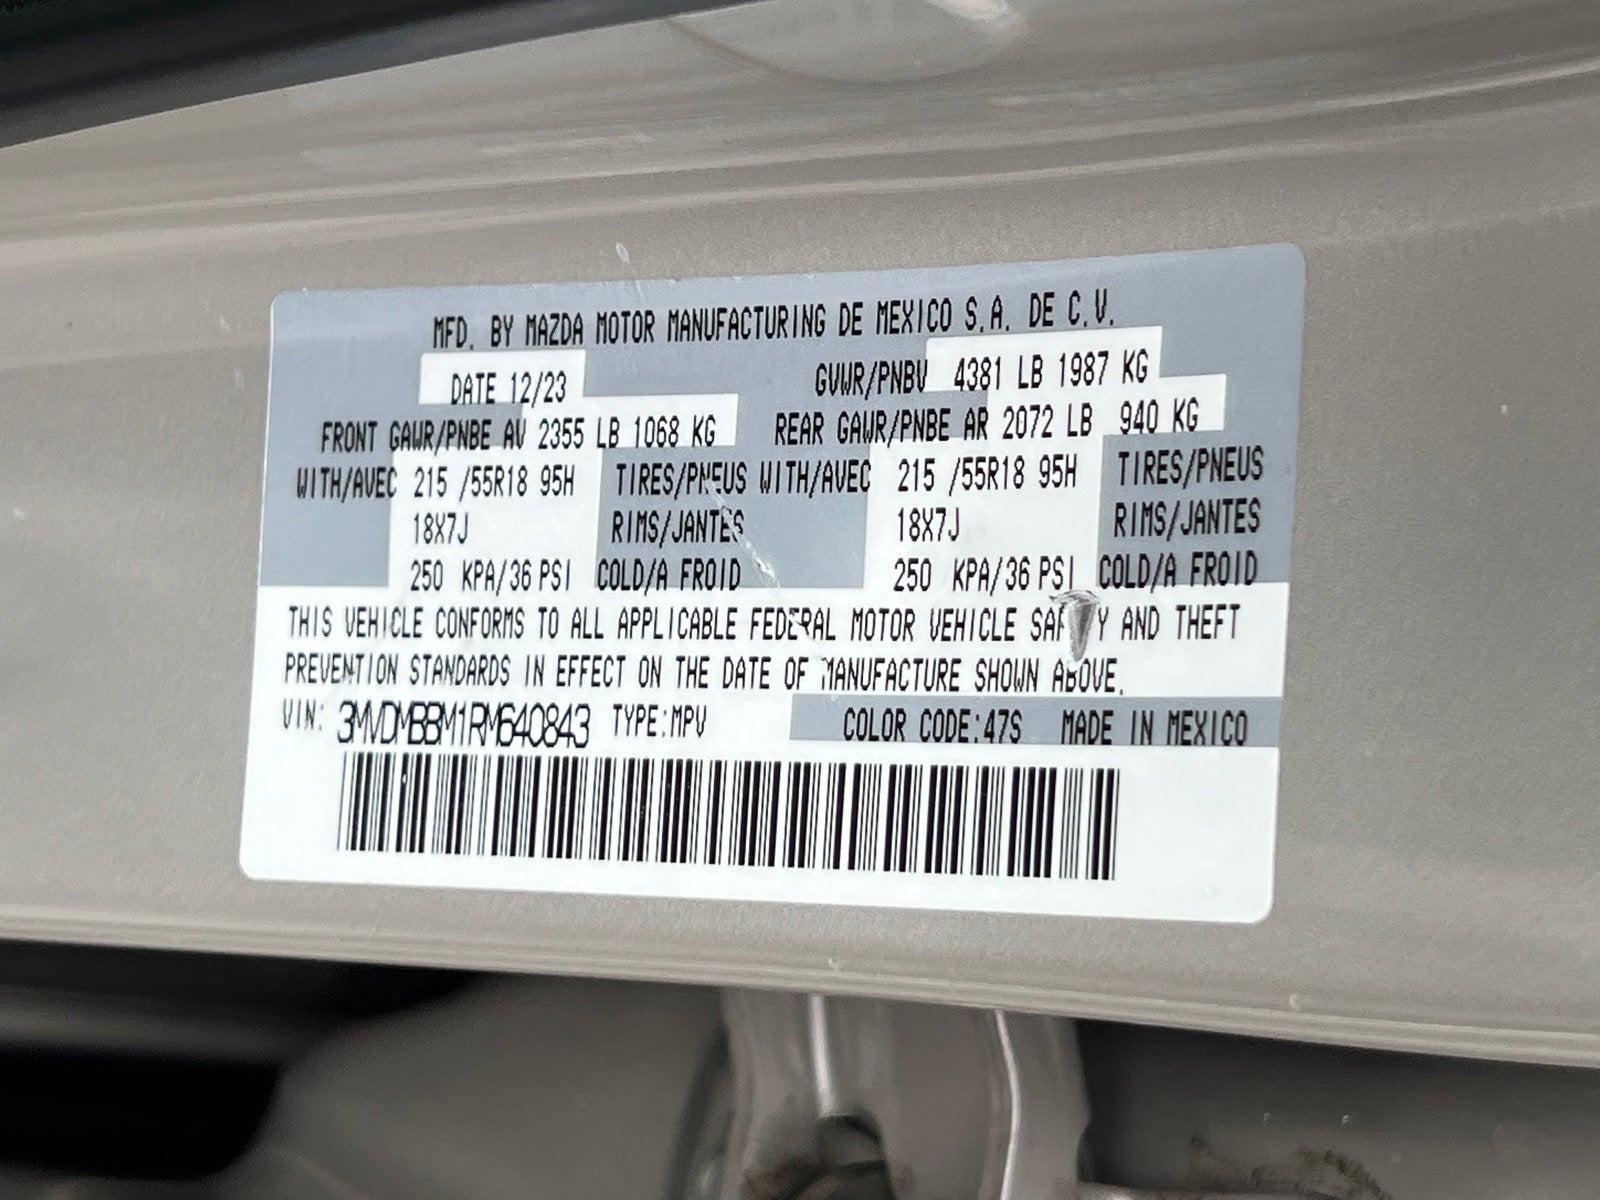 MFD. BY MAZDA MOTOR MANUFACTURING DE MEXICO S.A. DE C.V.
DATE 12/23 GVWR/PNBV 4381 LB 1987 KG
FRONT GAWR/PNBE AV 2355 LB 1068 KG REAR GAWR/PNBE AR 2072 LB 940 KG
WITH/AVEC 215 /55R18 95H TIRES/PNEUS WITH/AVEC 215 /55R18 95H TIRES/PNEUS
18X7J RIMS/JANTES 18X7J RIMS/JANTES
250 KPA/36 PSI COLD/A FROID 250 KPA/36 PSI COLD/A FROID
THIS VEHICLE CONFORMS TO ALL APPLICABLE FEDERAL MOTOR VEHICLE SAFETY AND THEFT
PREVENTION STANDARDS IN EFFECT ON THE DATE OF MANUFACTURE SHOWN ABOVE.
VIN: 3MVDMBBM1RM640843 TYPE:MPV COLOR CODE:47S MADE IN MEXICO